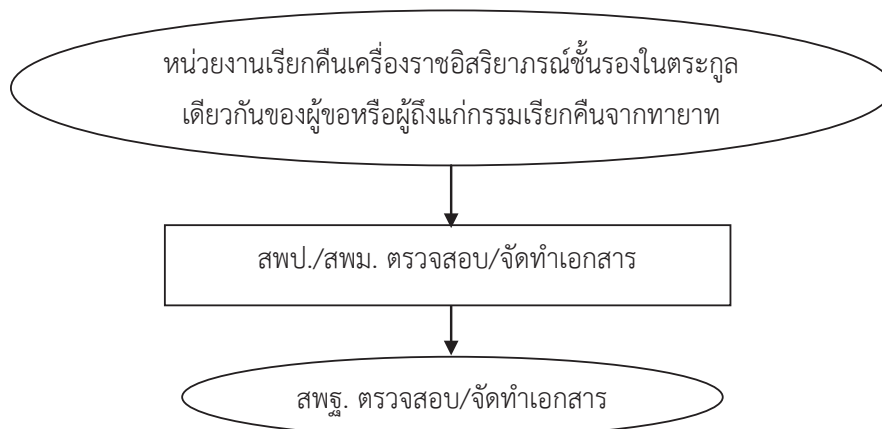 หน่วยงานเรียกคืนเครื่องราชอิสริยาภรณ์ชั้นรองในตระกูล
เดียวกันของผู้ขอหรือผู้ถึงแก่กรรมเรียกคืนจากทายาท
สพป./สพม. ตรวจสอบ/จัดทำเอกสาร
สพฐ. ตรวจสอบ/จัดทำเอกสาร